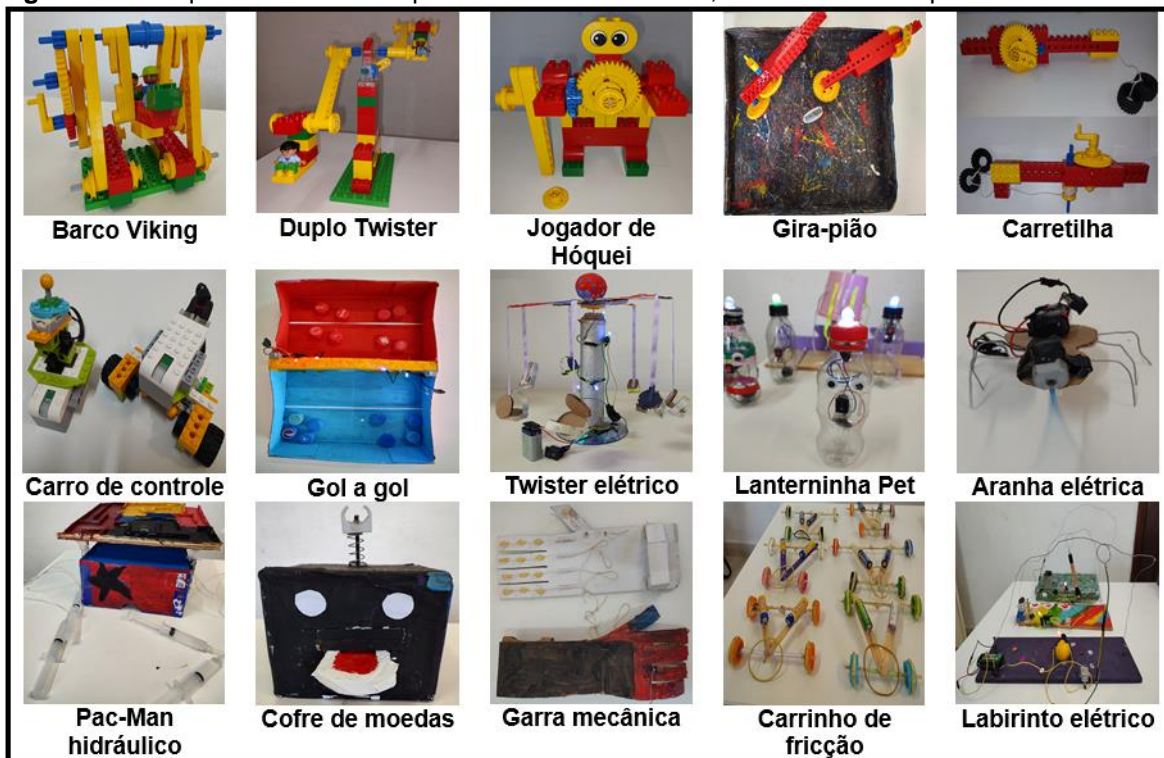 Barco Viking
Duplo Twister
Jogador de
Hóquei
Gira-pião
Carretilha
Carro de controle
Gol a gol
Twister elétrico
Lanterninha Pet
Aranha elétrica
Pac-Man
hidráulico
Cofre de moedas
Garra mecânica
Carrinho de
fricção
Labirinto elétrico